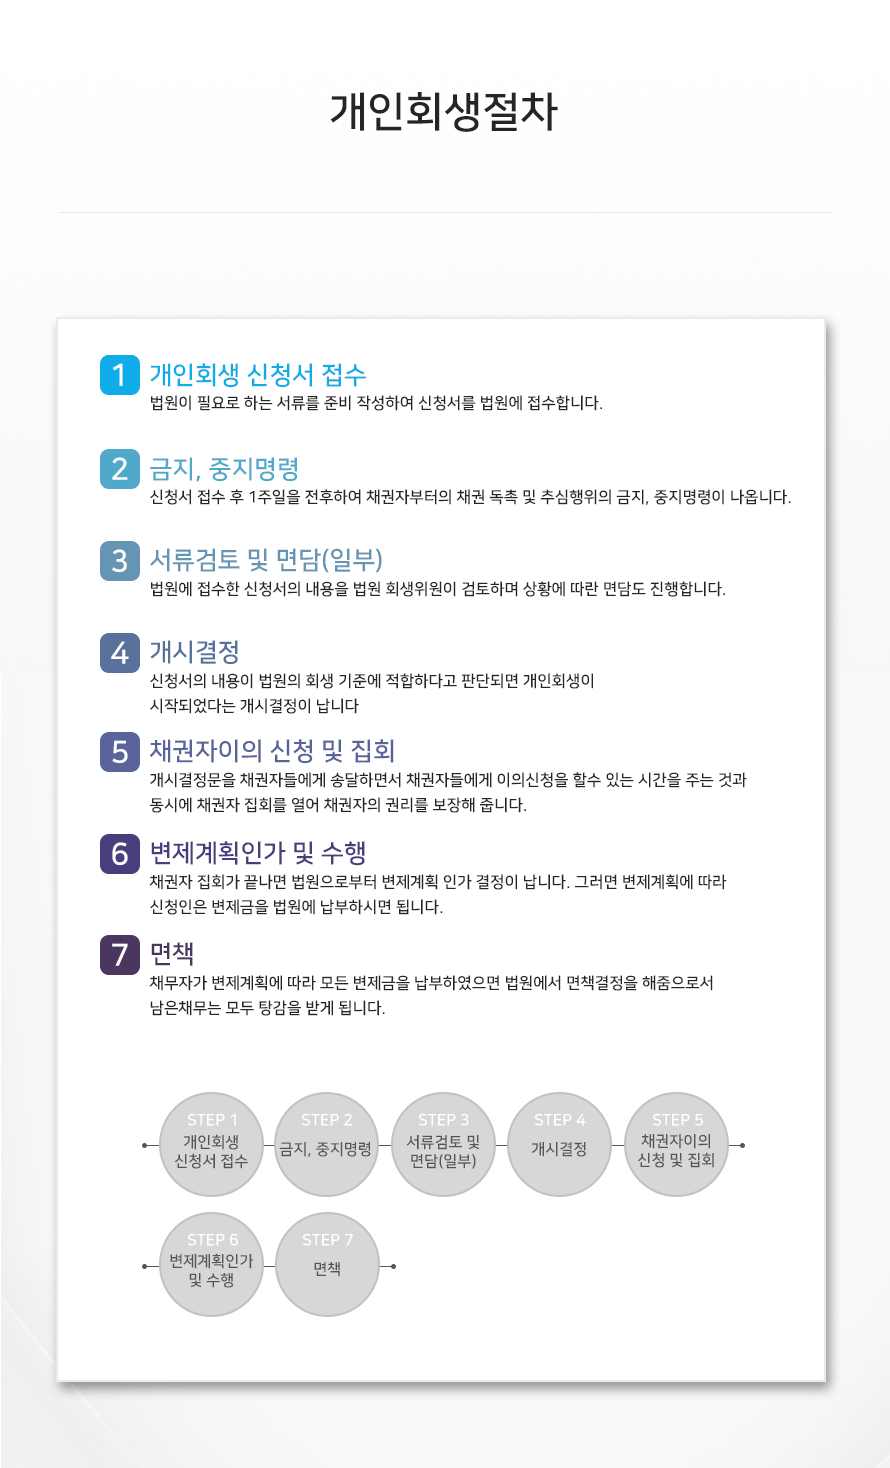 개인회생절차
1 개인회생 신청서 접수
법원이 필요로 하는 서류를 준비 작성하여 신청서를 법원에 접수합니다.
2 금지, 중지명령
신청서 접수 후 1주일을 전후하여 채권자부터의 채권 독촉 및 추심행위의 금지, 중지명령이 나옵니다.
3 서류검토 및 면담(일부)
법원에 접수한 신청서의 내용을 법원 회생위원이 검토하며 상황에 따란 면담도 진행합니다.
4 개시결정
신청서의 내용이 법원의 회생 기준에 적합하다고 판단되면 개인회생이
시작되었다는 개시결정이 납니다
5 채권자이의 신청 및 집회
개시결정문을 채권자들에게 송달하면서 채권자들에게 이의신청을 할수 있는 시간을 주는 것과
동시에 채권자 집회를 열어 채권자의 권리를 보장해 줍니다.
6 변제계획인가 및 수행
채권자 집회가 끝나면 법원으로부터 변제계획 인가 결정이 납니다. 그러면 변제계획에 따라
신청인은 변제금을 법원에 납부하시면 됩니다.
7 면책
채무자가 변제계획에 따라 모든 변제금을 납부하였으면 법원에서 면책결정을 해줌으로서
남은채무는 모두 탕감을 받게 됩니다.
STEP 1
개인회생
신청서 접수
STEP 2
금지, 중지명령
STEP 3
서류검토 및
면담(일부)
STEP 4
개시결정
STEP 5
채권자이의
신청 및 집회
STEP 6
변제계획인가
및 수행
STEP 7
면책